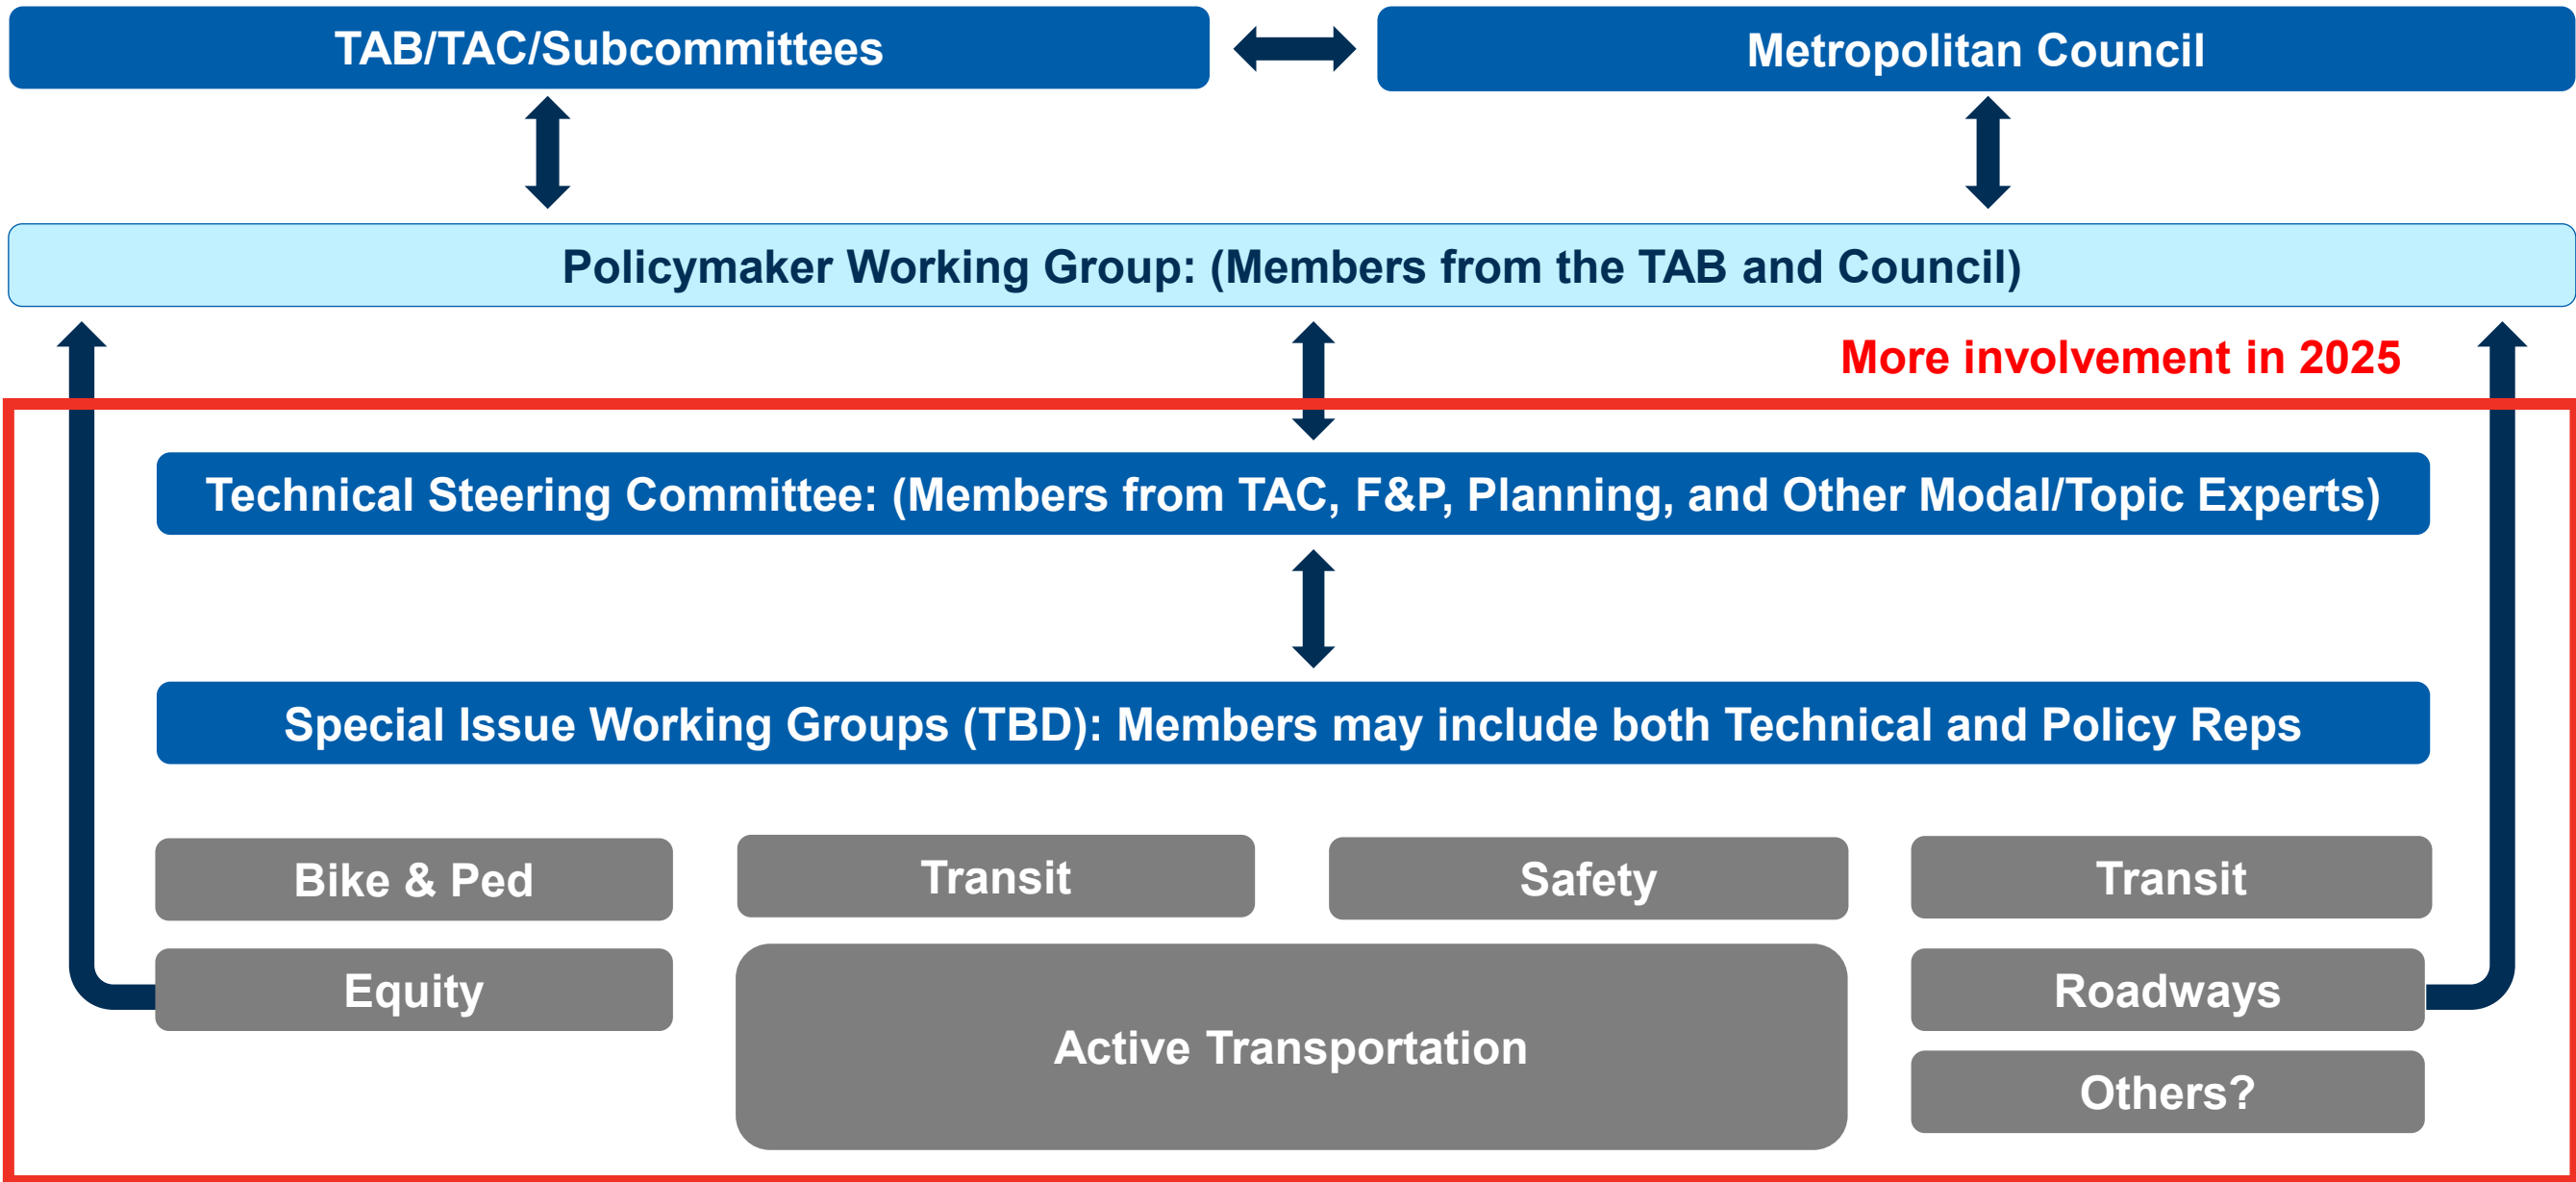 TAB/TAC/Subcommittees
Metropolitan Council
Policymaker Working Group: (Members from the TAB and Council)
More involvement in 2025
Technical Steering Committee: (Members from TAC, F&P, Planning, and Other Modal/Topic Experts)
Special Issue Working Groups (TBD): Members may include both Technical and Policy Reps
Bike & Ped
Transit
Safety
Transit
Equity
Active Transportation
Roadways
Others?